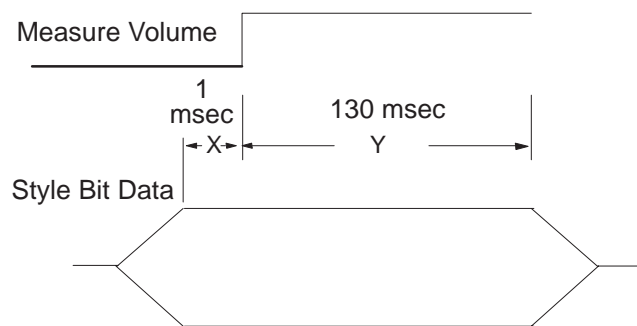 Measure Volume
1
msec
130 msec
X
Y
Style Bit Data